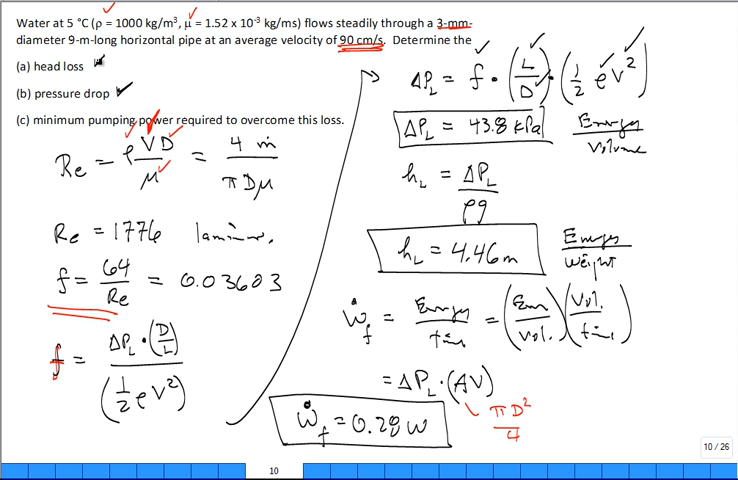 Water at 5 °C (ρ = 1000 kg/m³, μ = 1.52 x 10⁻³ kg/ms) flows steadily through a 3-mm-
diameter 9-m-long horizontal pipe at an average velocity of 90 cm/s. Determine the
(a) head loss
(b) pressure drop
(c) minimum pumping power required to overcome this loss.
Re = ρVD/μ = 4ṁ/πDμ
Re = 1776 laminar.
f = 64/Re = 0.03603
f = ΔP_L · (D/L) / (½ρV²)
ΔP_L = f · (L/D) · (½ρV²)
ΔP_L = 43.8 kPa Energy/Volume
h_L = ΔP_L/ρg
h_L = 4.46 m Energy/Weight
Ẇ_f = Energy/time = (Ener/Vol.)(Vol./time)
= ΔP_L · (AV)
πD²/4
Ẇ_f = 0.28 W
10 / 26
10